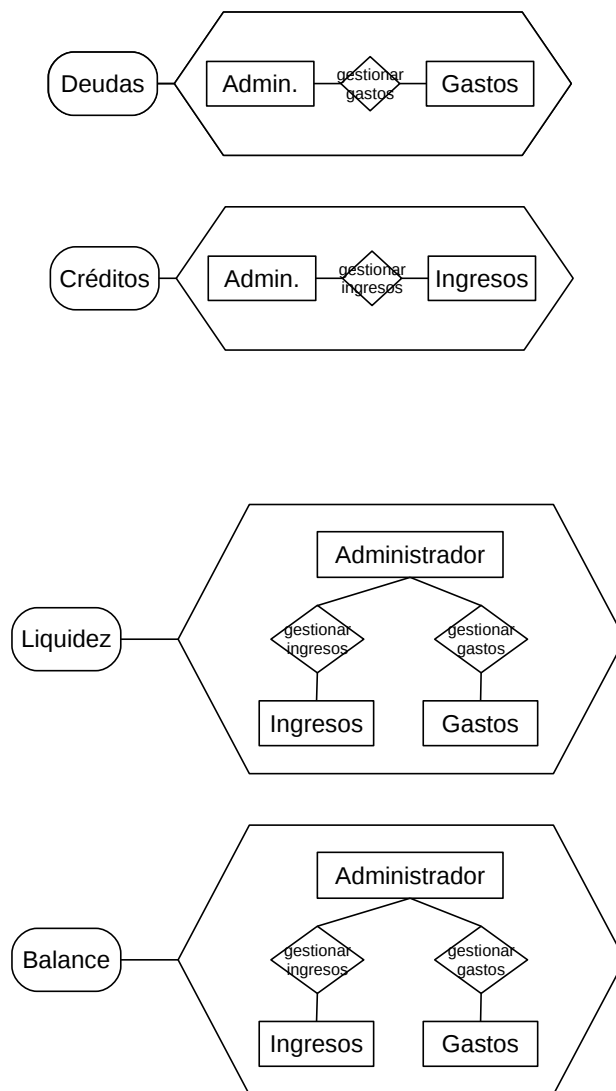 Deudas
Admin.
gestionar
gastos
Gastos
Créditos
Admin.
gestionar
ingresos
Ingresos
Administrador
Liquidez
gestionar
ingresos
gestionar
gastos
Ingresos
Gastos
Administrador
Balance
gestionar
ingresos
gestionar
gastos
Ingresos
Gastos